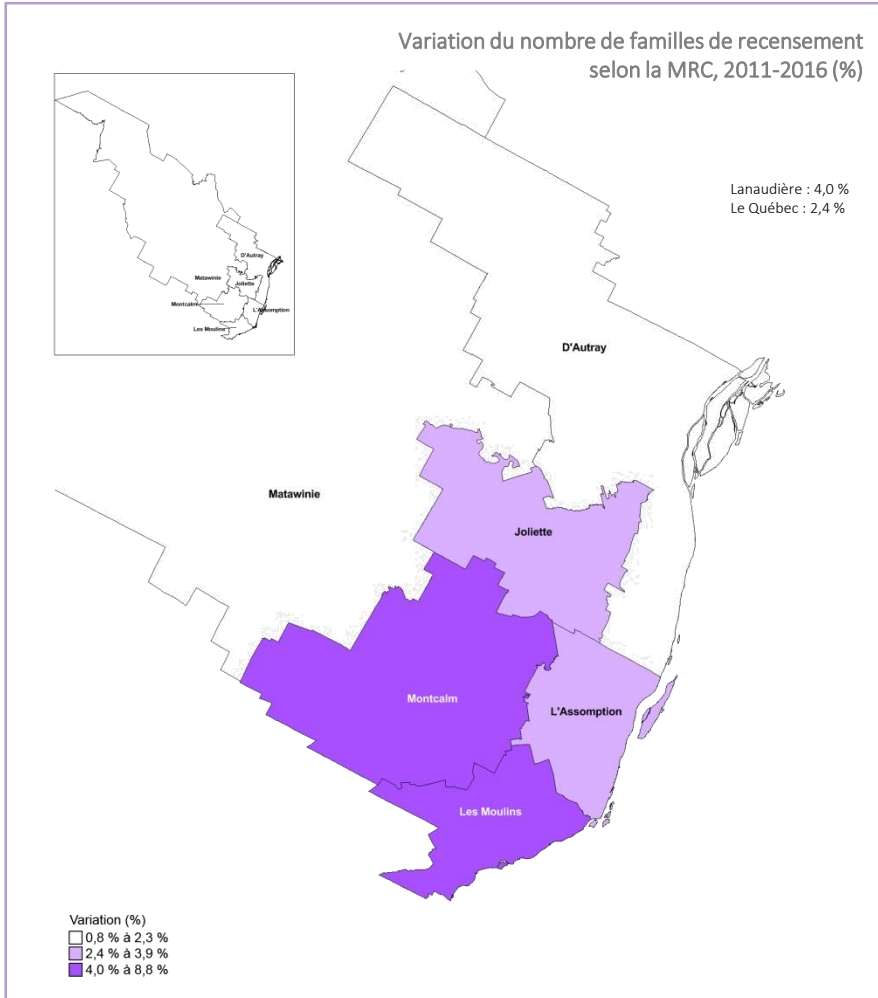 Variation du nombre de familles de recensement
selon la MRC, 2011-2016 (%)
Lanaudière : 4,0 %
Le Québec : 2,4 %
D'Autray
Matawinie
Joliette
Montcalm
L'Assomption
Les Moulins
D'Autray
Matawinie
Joliette
Montcalm
L'Assomption
Les Moulins
Variation (%)
0,8 % à 2,3 %
2,4 % à 3,9 %
4,0 % à 8,8 %